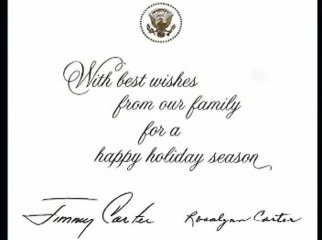 With best wishes
from our family
for a
happy holiday season
Jimmy Carter Rosalynn Carter